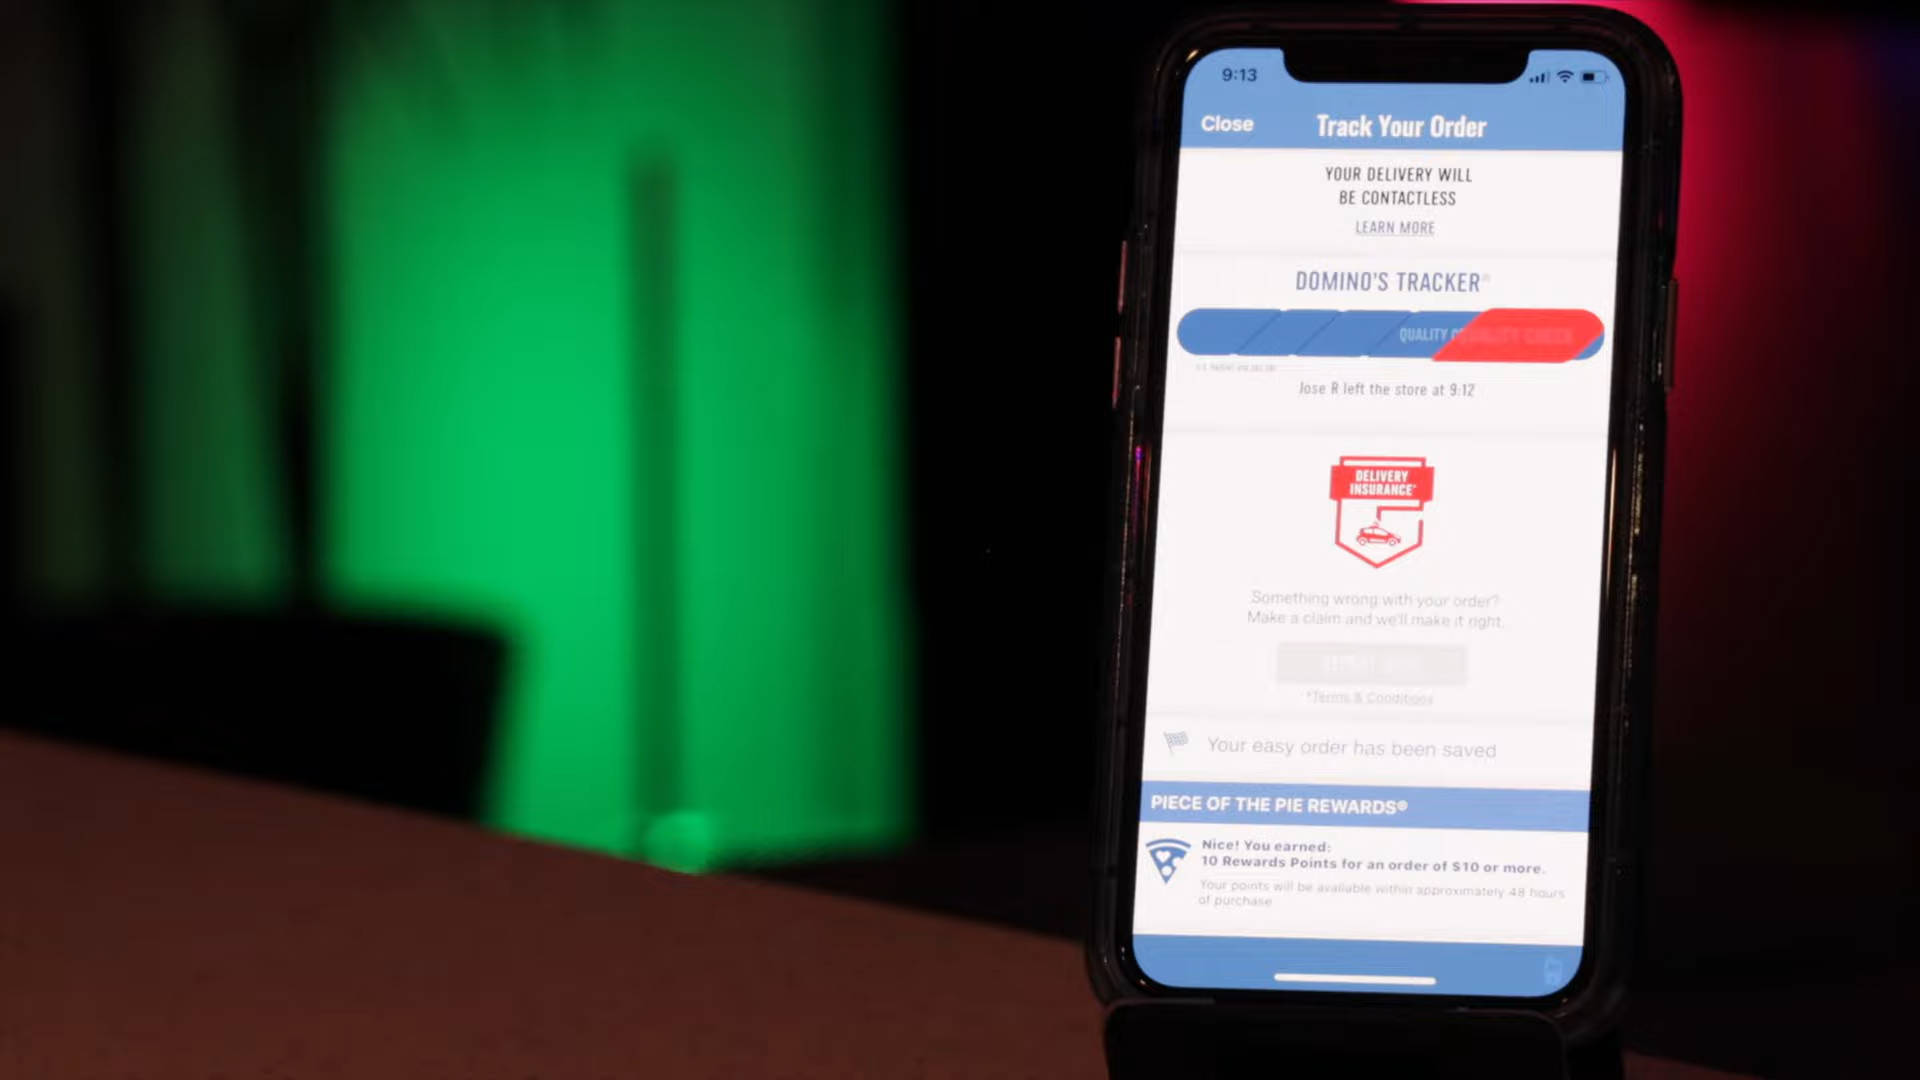 9:13
Close
Track Your Order
YOUR DELIVERY WILL
BE CONTACTLESS
LEARN MORE
DOMINO'S TRACKER®
QUALITY
Jose R left the store at 9:12
DELIVERY
INSURANCE
Something wrong with your order?
Make a claim and we'll make it right.
*Terms & Conditions
Your easy order has been saved
PIECE OF THE PIE REWARDS®
Nice! You earned:
10 Rewards Points for an order of $10 or more.
Your points will be available within approximately 48 hours
of purchase